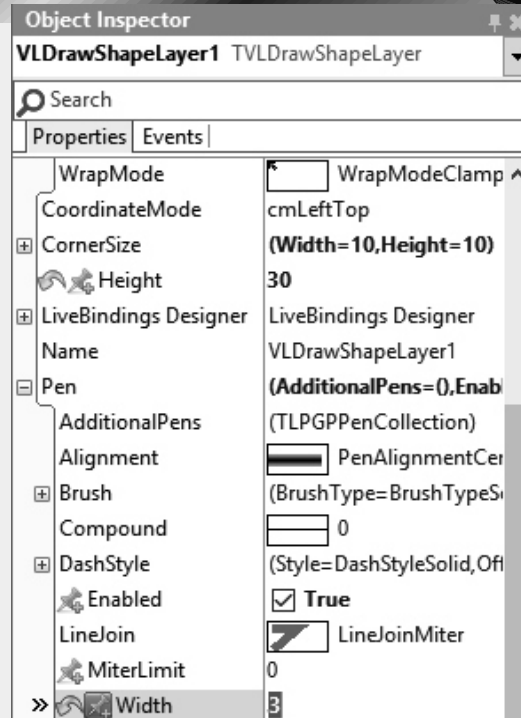 Object Inspector
VLDrawShapeLayer1 TVLDrawShapeLayer
Search
Properties Events
WrapMode WrapModeClamp
CoordinateMode cmLeftTop
CornerSize (Width=10,Height=10)
Height 30
LiveBindings Designer LiveBindings Designer
Name VLDrawShapeLayer1
Pen (AdditionalPens=(),Enabl
AdditionalPens (TLPGPPenCollection)
Alignment PenAlignmentCer
Brush (BrushType=BrushTypeS
Compound 0
DashStyle (Style=DashStyleSolid,Off
Enabled True
LineJoin LineJoinMiter
MiterLimit 0
» Width 3